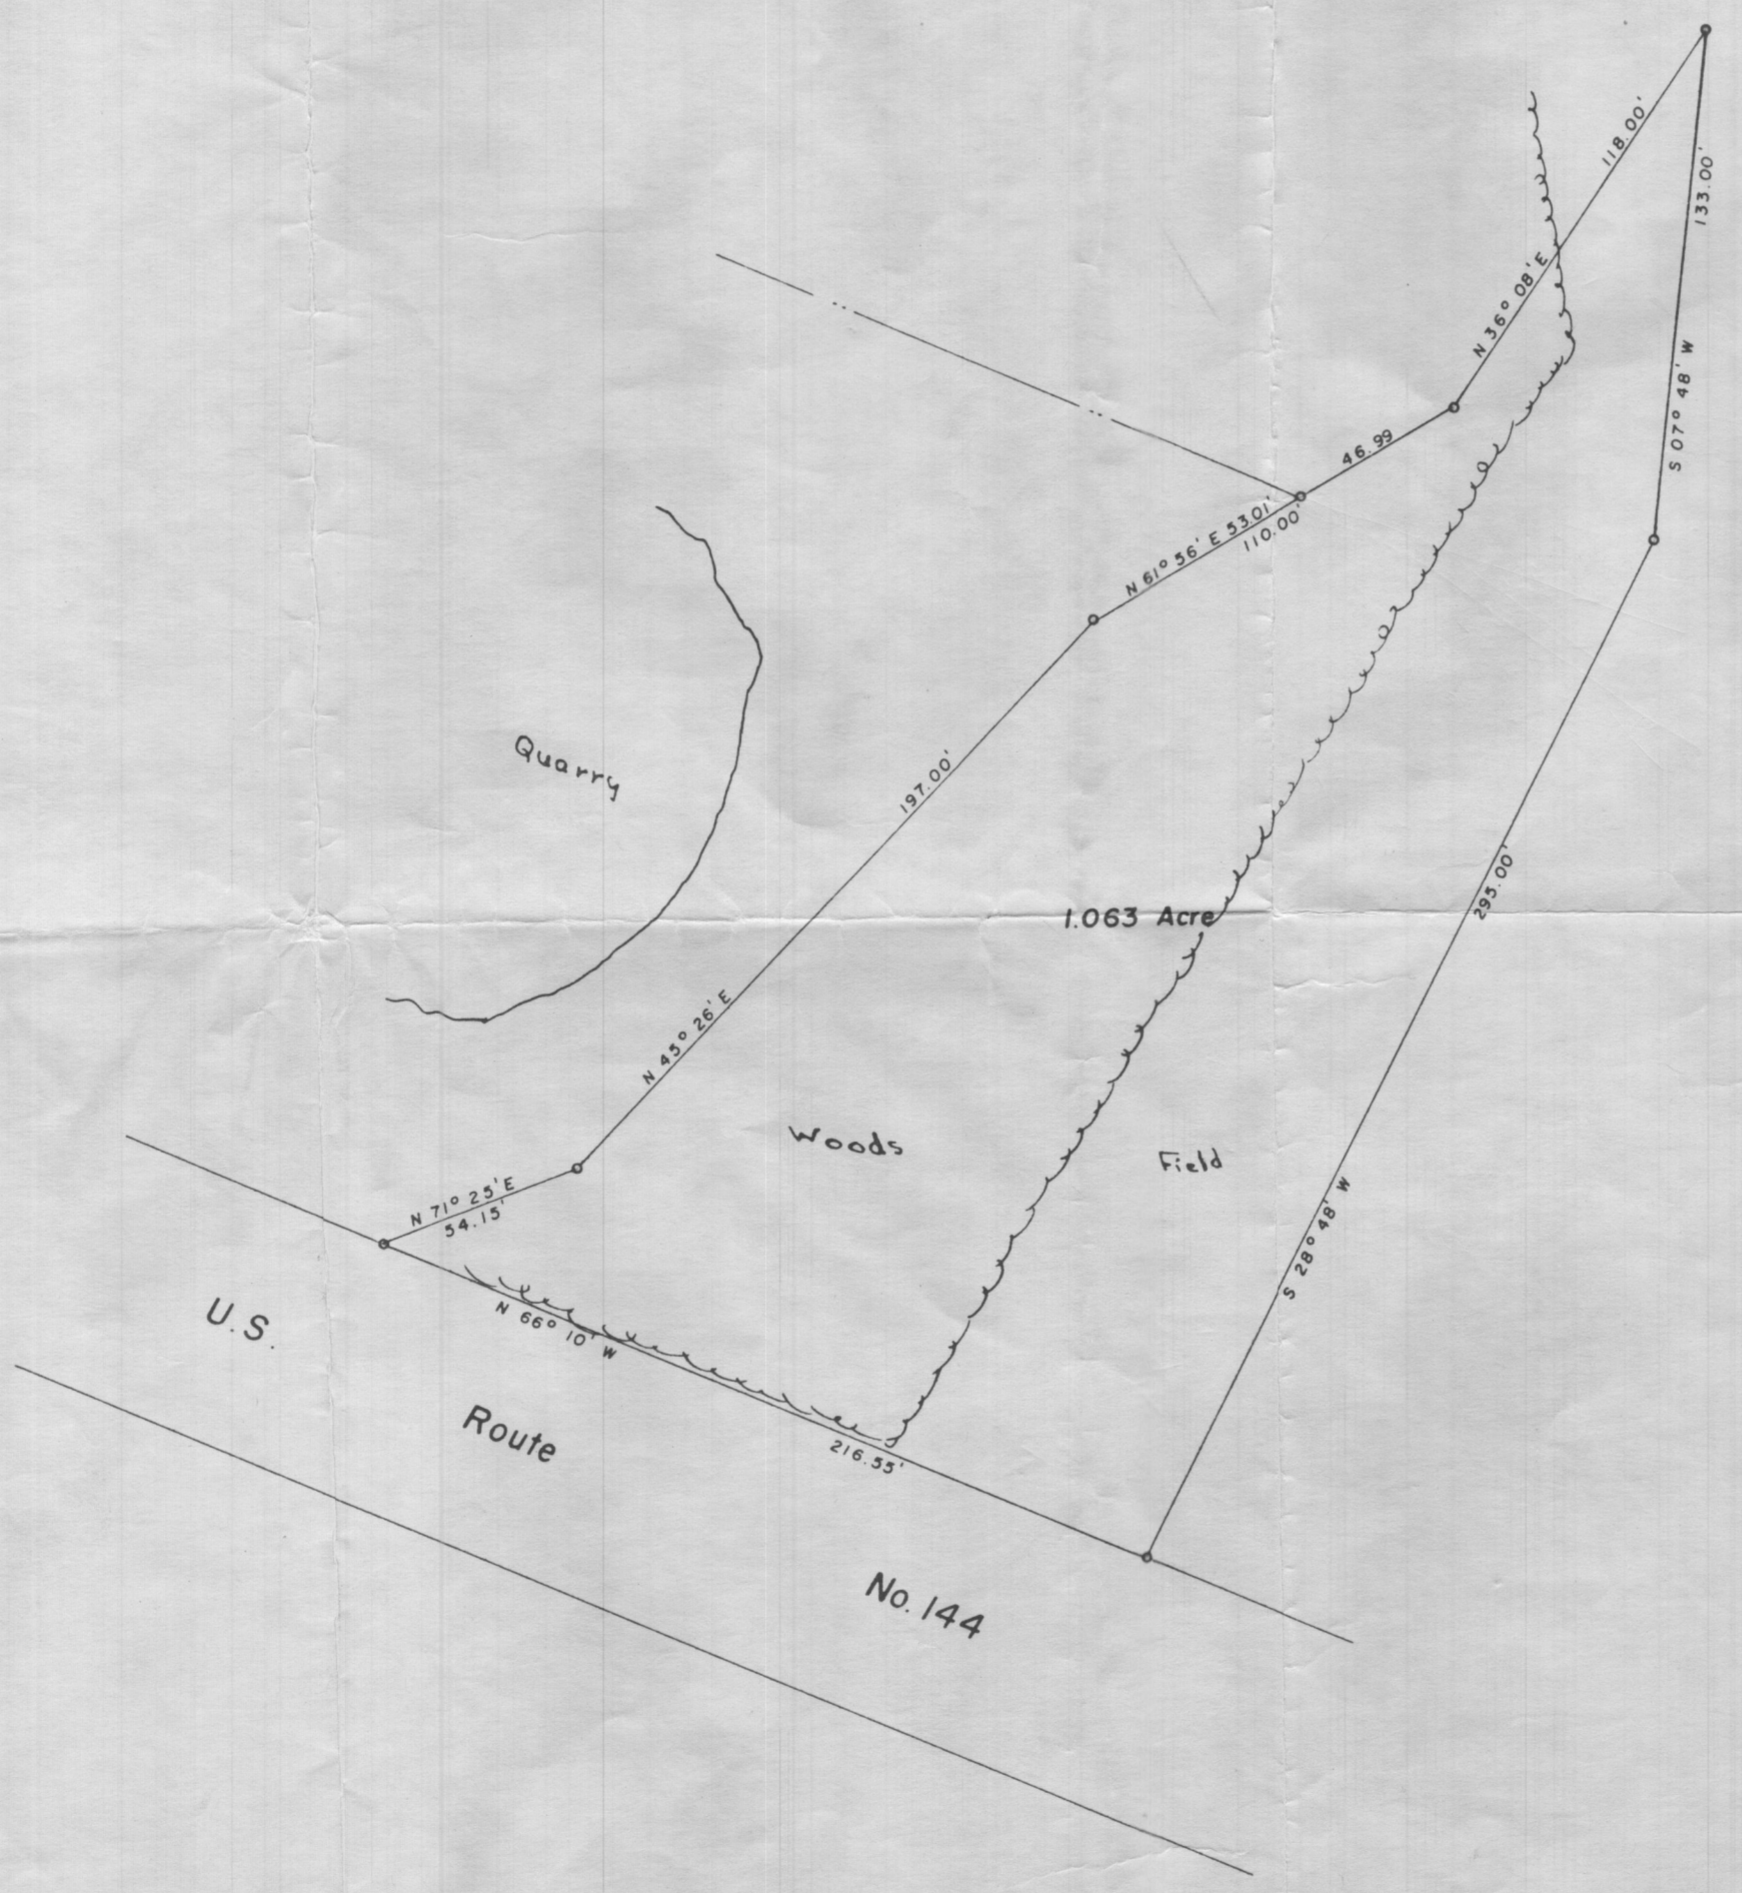 118.00'
133.00'
N 36° 08' E
S 07° 48' W
46.99
N 61° 56' E 53.01'
110.00'
Quarry
197.00'
295.00'
1.063 Acre
N 45° 26' E
Woods
Field
N 71° 25' E
54.15'
S 28° 48' W
N 66° 10' W
216.55'
U.S.
Route
No. 144